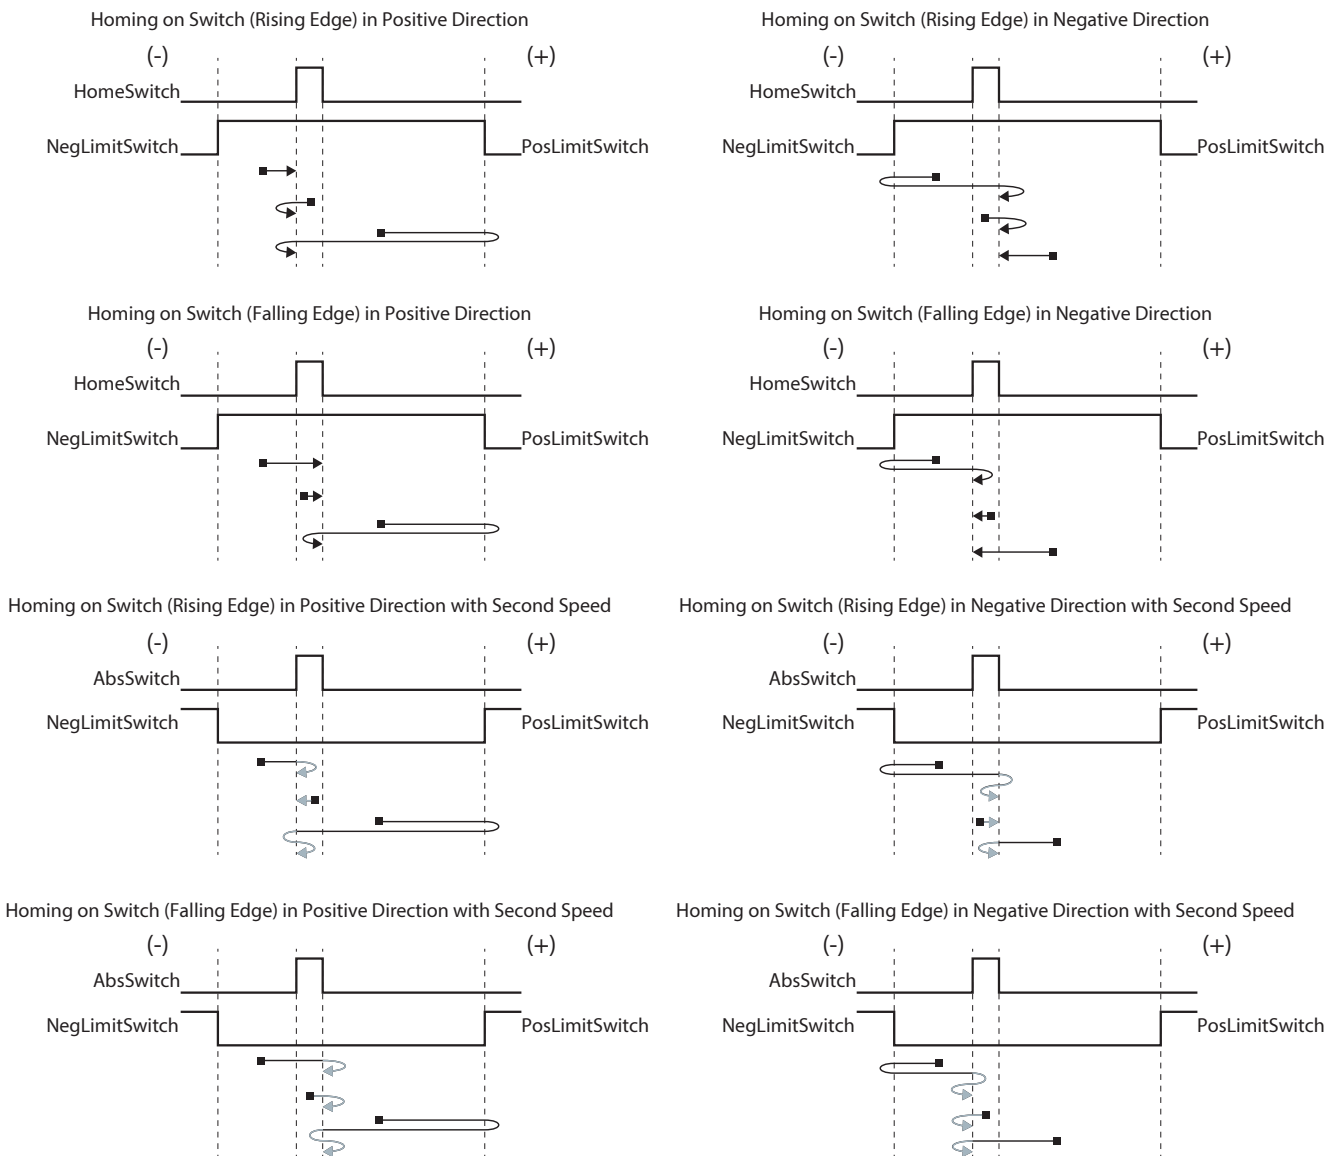 Homing on Switch (Rising Edge) in Positive Direction
(-) (+)
HomeSwitch
NegLimitSwitch PosLimitSwitch
Homing on Switch (Rising Edge) in Negative Direction
(-) (+)
HomeSwitch
NegLimitSwitch PosLimitSwitch
Homing on Switch (Falling Edge) in Positive Direction
(-) (+)
HomeSwitch
NegLimitSwitch PosLimitSwitch
Homing on Switch (Falling Edge) in Negative Direction
(-) (+)
HomeSwitch
NegLimitSwitch PosLimitSwitch
Homing on Switch (Rising Edge) in Positive Direction with Second Speed
(-) (+)
AbsSwitch
NegLimitSwitch PosLimitSwitch
Homing on Switch (Rising Edge) in Negative Direction with Second Speed
(-) (+)
AbsSwitch
NegLimitSwitch PosLimitSwitch
Homing on Switch (Falling Edge) in Positive Direction with Second Speed
(-) (+)
AbsSwitch
NegLimitSwitch PosLimitSwitch
Homing on Switch (Falling Edge) in Negative Direction with Second Speed
(-) (+)
AbsSwitch
NegLimitSwitch PosLimitSwitch